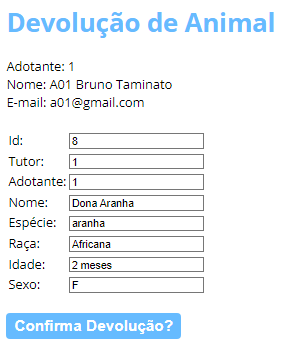 Devolução de Animal
Adotante: 1
Nome: A01 Bruno Taminato
E-mail: a01@gmail.com
Id: 8
Tutor: 1
Adotante: 1
Nome: Dona Aranha
Espécie: aranha
Raça: Africana
Idade: 2 meses
Sexo: F
Confirma Devolução?